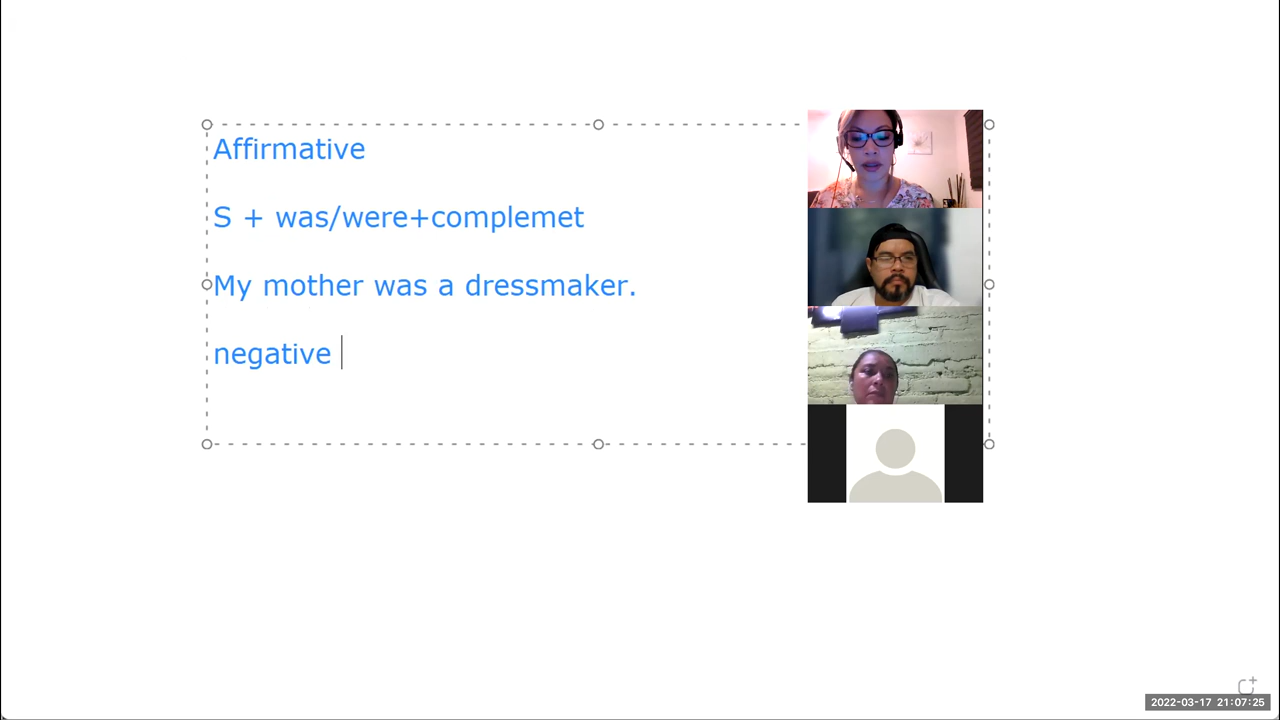 Affirmative
S + was/were+complemet
My mother was a dressmaker.
negative
2022-03-17 21:07:25